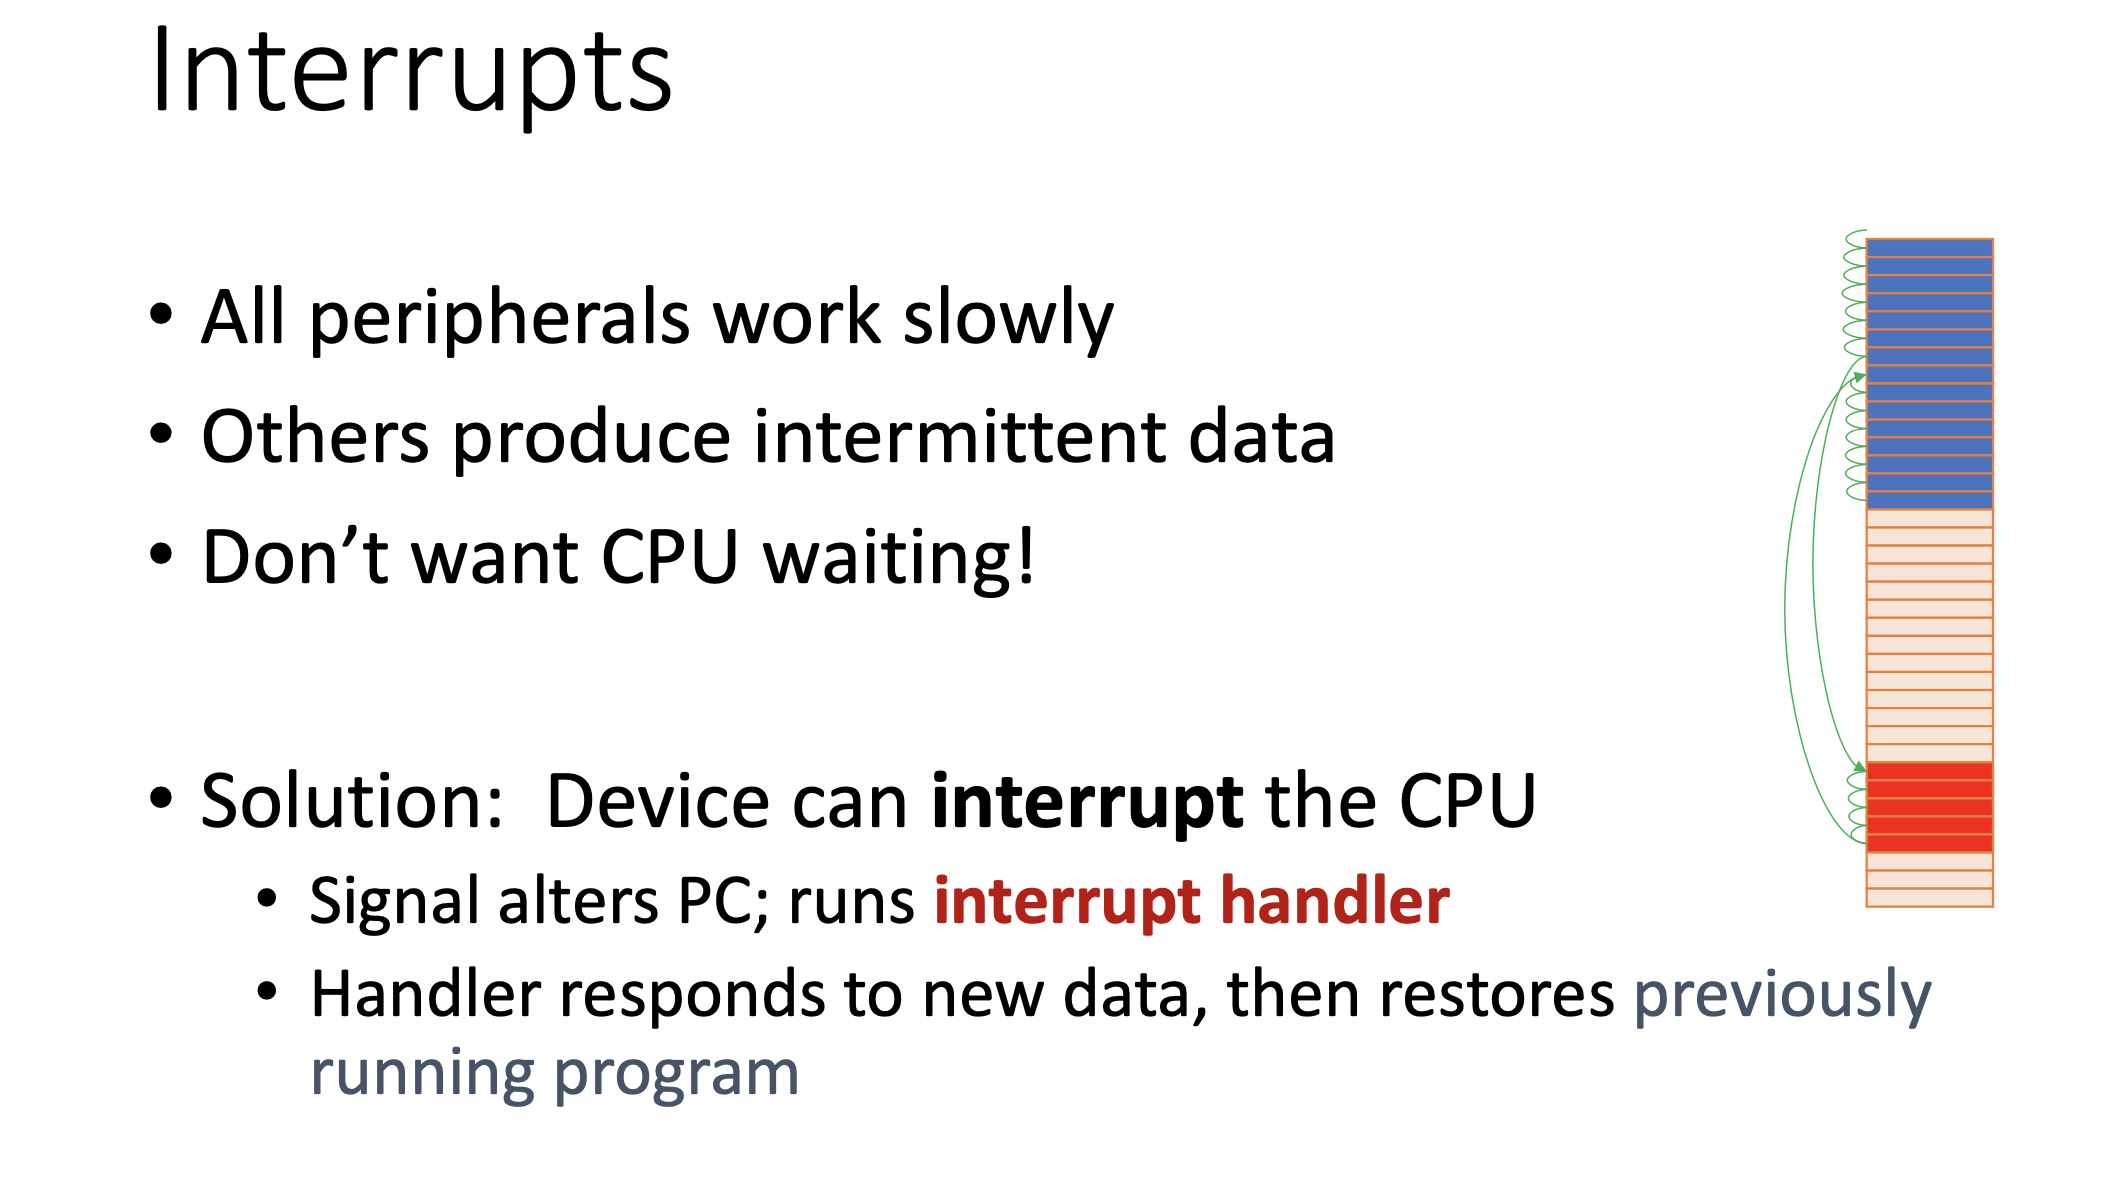 Interrupts
• All peripherals work slowly
• Others produce intermittent data
• Don’t want CPU waiting!
• Solution:  Device can interrupt the CPU
• Signal alters PC; runs interrupt handler
• Handler responds to new data, then restores previously
running program